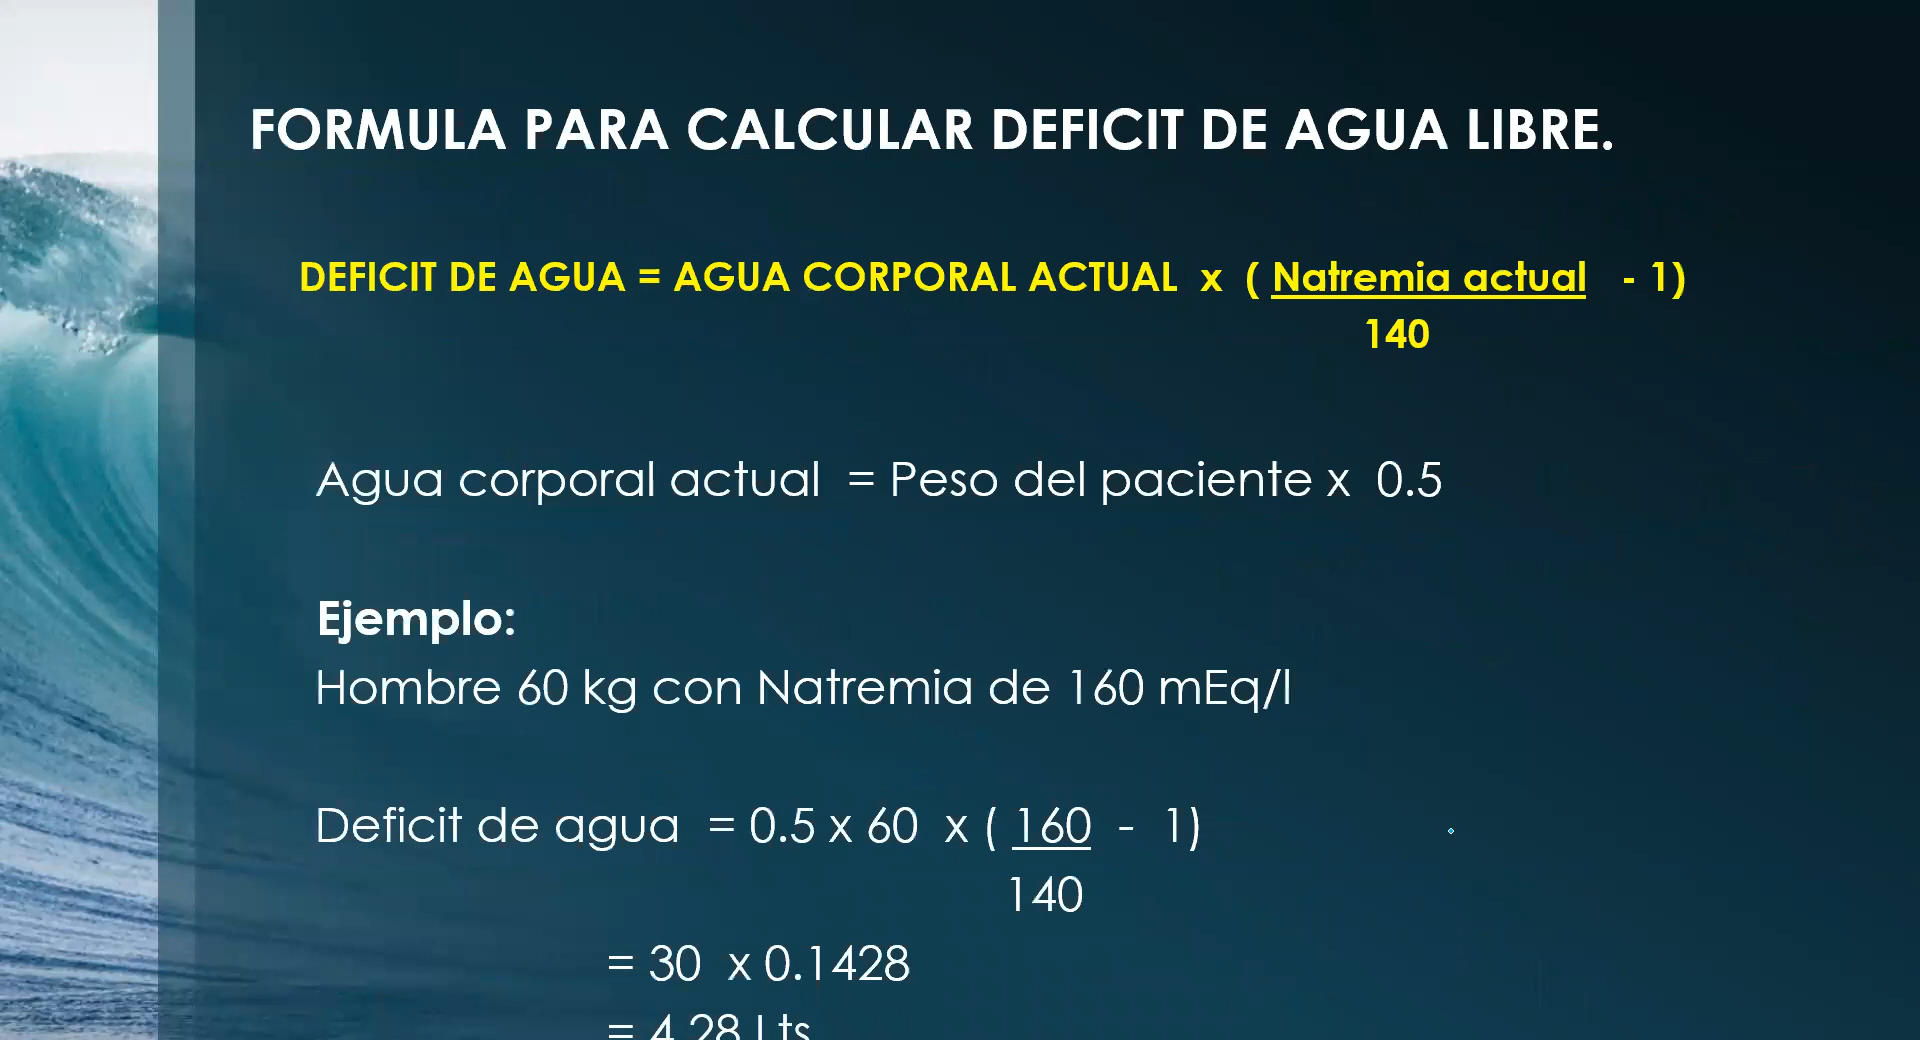 FORMULA PARA CALCULAR DEFICIT DE AGUA LIBRE.
DEFICIT DE AGUA = AGUA CORPORAL ACTUAL x ( Natremia actual - 1)
140
Agua corporal actual = Peso del paciente x 0.5
Ejemplo:
Hombre 60 kg con Natremia de 160 mEq/l
Deficit de agua = 0.5 x 60 x ( 160 - 1)
140
= 30 x 0.1428
= 4.28 Lts